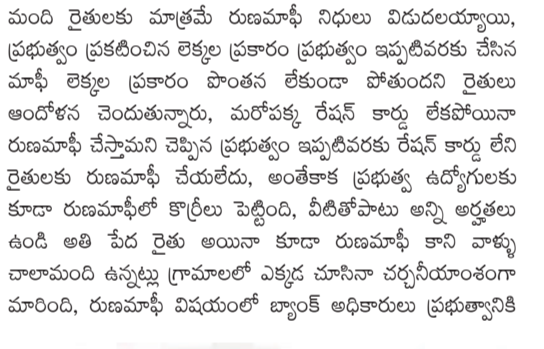 మంది రైతులకు మాత్రమే రుణమాఫీ నిధులు విడుదలయ్యాయి,
ప్రభుత్వం ప్రకటించిన లెక్కల ప్రకారం ప్రభుత్వం ఇప్పటివరకు చేసిన
మాఫీ లెక్కల ప్రకారం పొంతన లేకుండా పోతుందని రైతులు
ఆందోళన చెందుతున్నారు, మరోపక్క రేషన్ కార్డు లేకపోయినా
రుణమాఫీ చేస్తామని చెప్పిన ప్రభుత్వం ఇప్పటివరకు రేషన్ కార్డు లేని
రైతులకు రుణమాఫీ చేయలేదు, అంతేకాక ప్రభుత్వ ఉద్యోగులకు
కూడా రుణమాఫీలో కొర్రీలు పెట్టింది, వీటితోపాటు అన్ని అర్హతలు
ఉండి అతి పేద రైతు అయినా కూడా రుణమాఫీ కాని వాళ్ళు
చాలామంది ఉన్నట్లు గ్రామాలలో ఎక్కడ చూసినా చర్చనీయాంశంగా
మారింది, రుణమాఫీ విషయంలో బ్యాంక్ అధికారులు ప్రభుత్వానికి